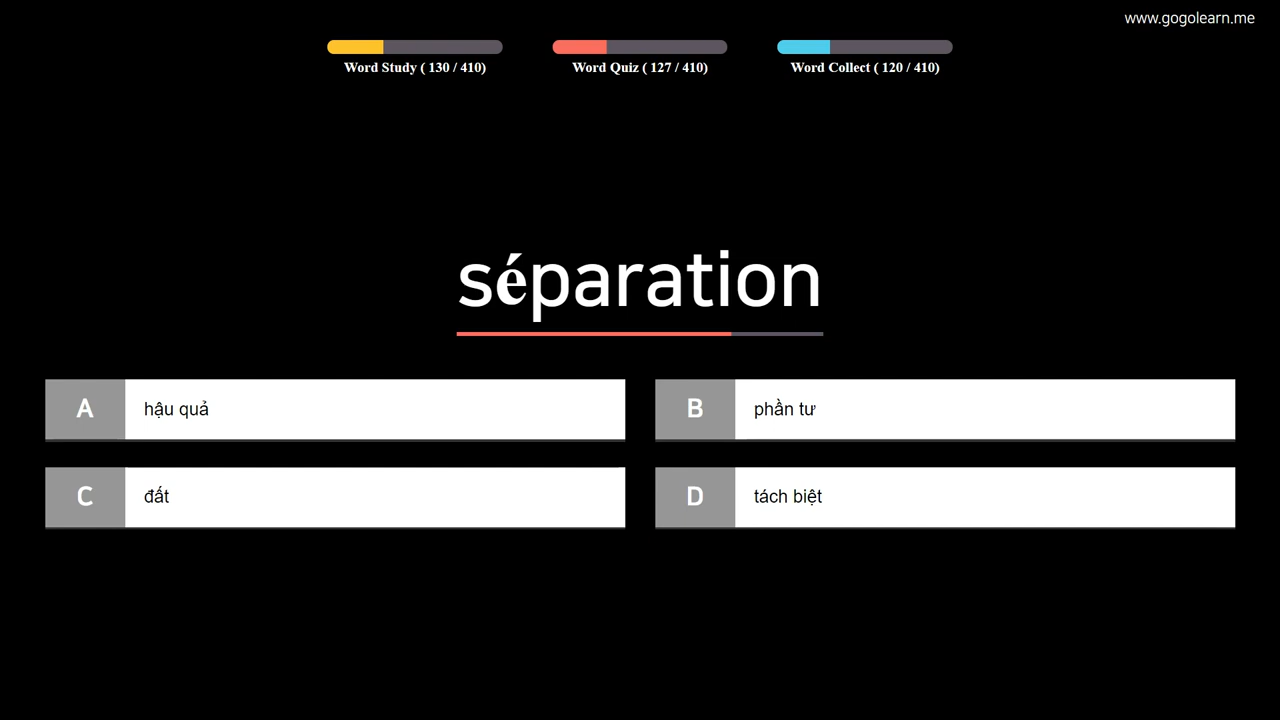 www.gogolearn.me
Word Study ( 130 / 410)
Word Quiz ( 127 / 410)
Word Collect ( 120 / 410)
séparation
A hậu quả
B phần tư
C đất
D tách biệt